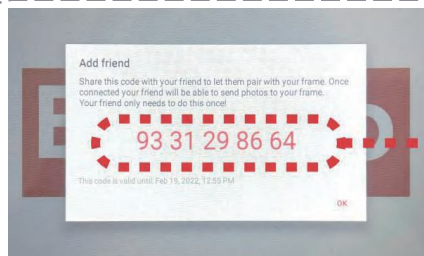 Add friend
Share this code with your friend to let them pair with your frame. Once
connected your friend will be able to send photos to your frame.
Your friend only needs to do this once!
93 31 29 86 64
This code is valid until Feb 19, 2022, 12:55 PM
OK